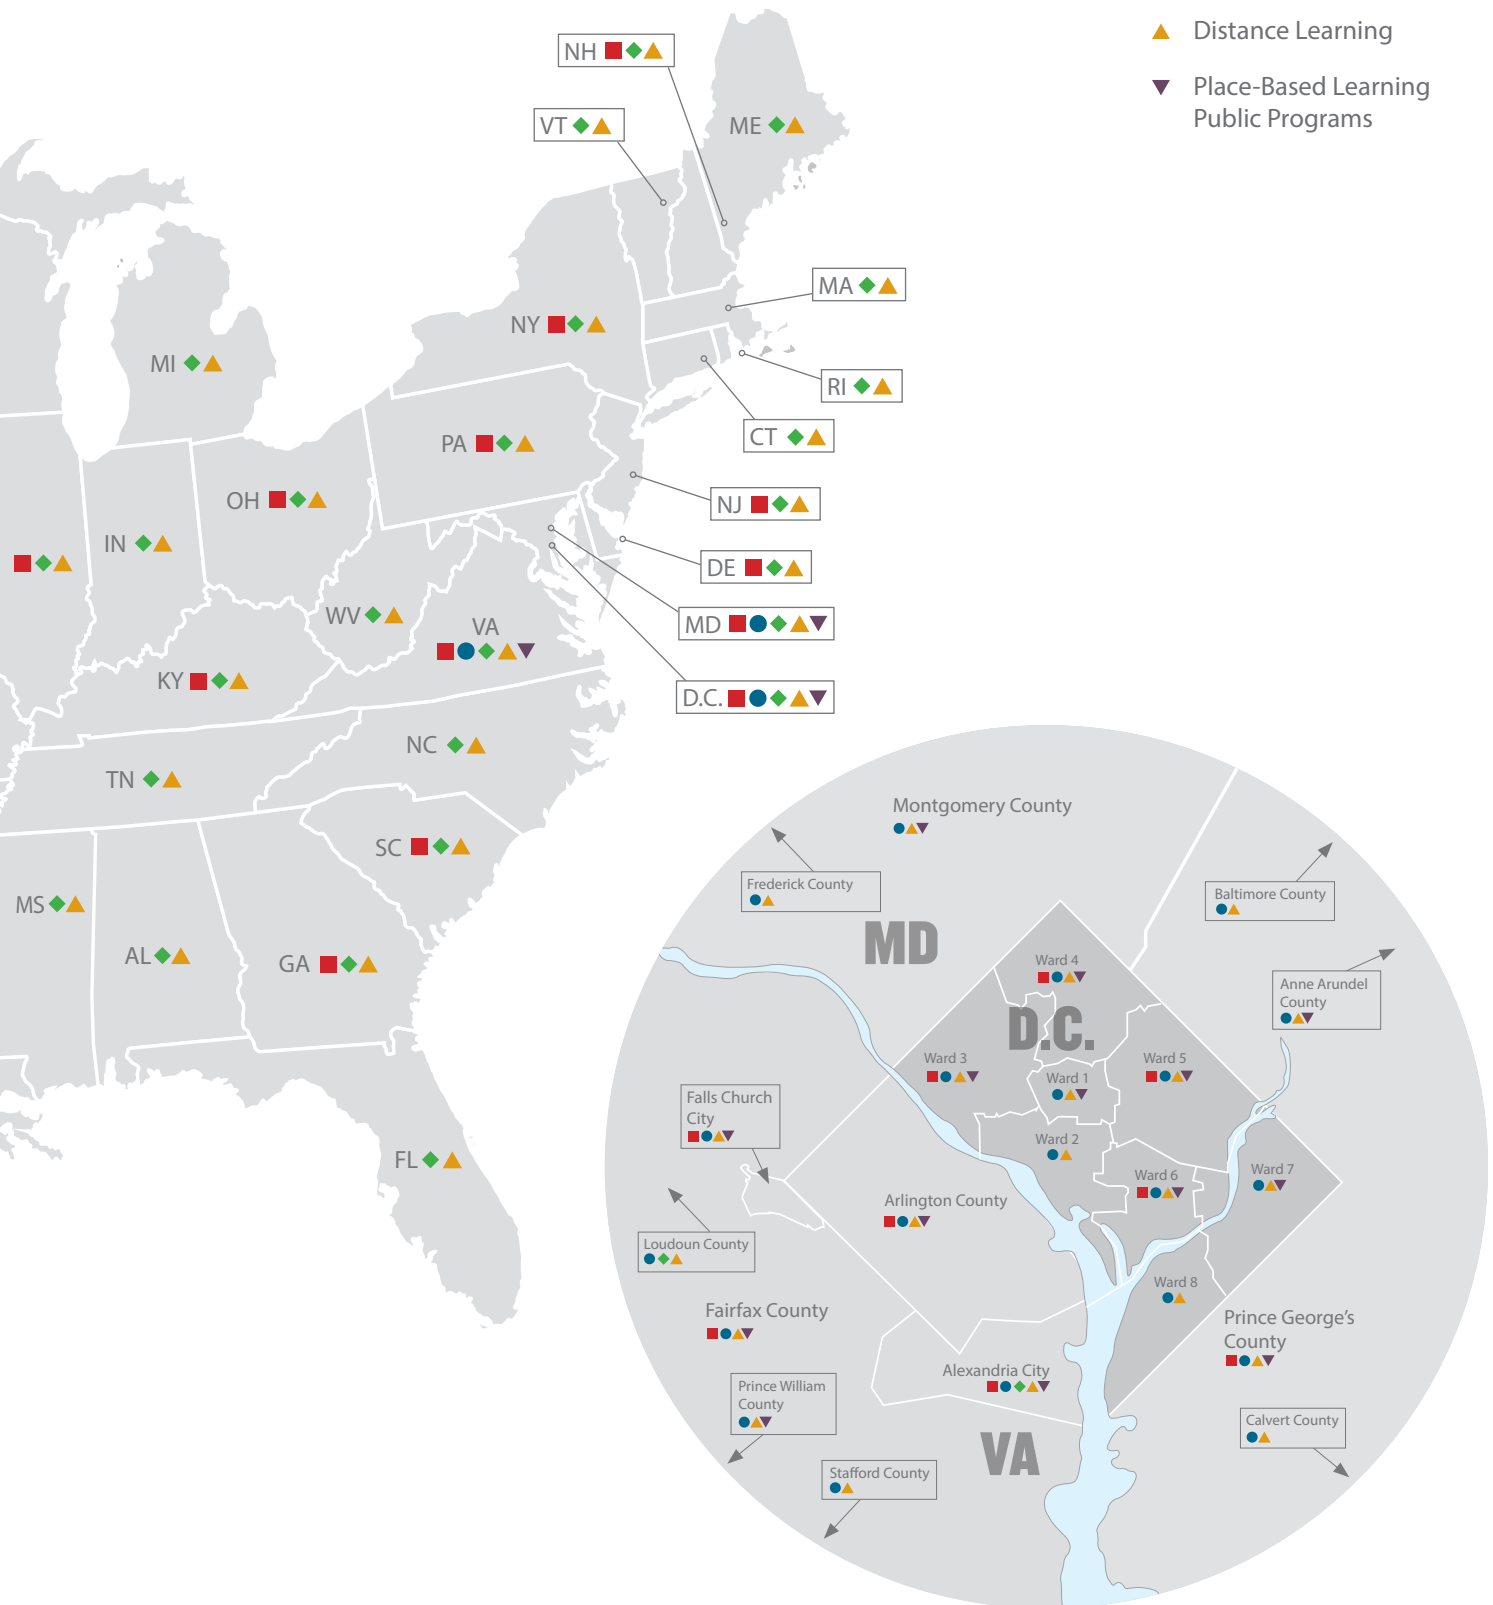 Distance Learning
Place-Based Learning
Public Programs
NH
VT
ME
MA
NY
MI
RI
CT
PA
OH
NJ
IN
DE
WV
VA
MD
KY
D.C.
NC
TN
SC
MS
AL
GA
FL
Montgomery County
Frederick County
Baltimore County
MD
Ward 4
Anne Arundel
County
D.C.
Ward 3
Ward 5
Ward 1
Falls Church
City
Ward 2
Ward 6
Ward 7
Arlington County
Loudoun County
Ward 8
Fairfax County
Prince George's
County
Alexandria City
Prince William
County
Calvert County
VA
Stafford County